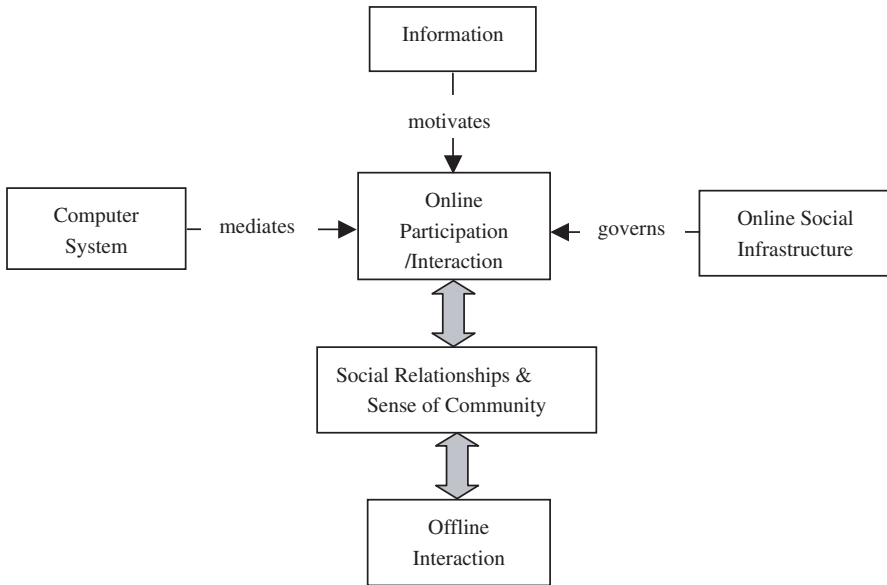 Information
motivates
Computer
System
mediates
Online
Participation
/Interaction
governs
Online Social
Infrastructure
Social Relationships &
Sense of Community
Offline
Interaction